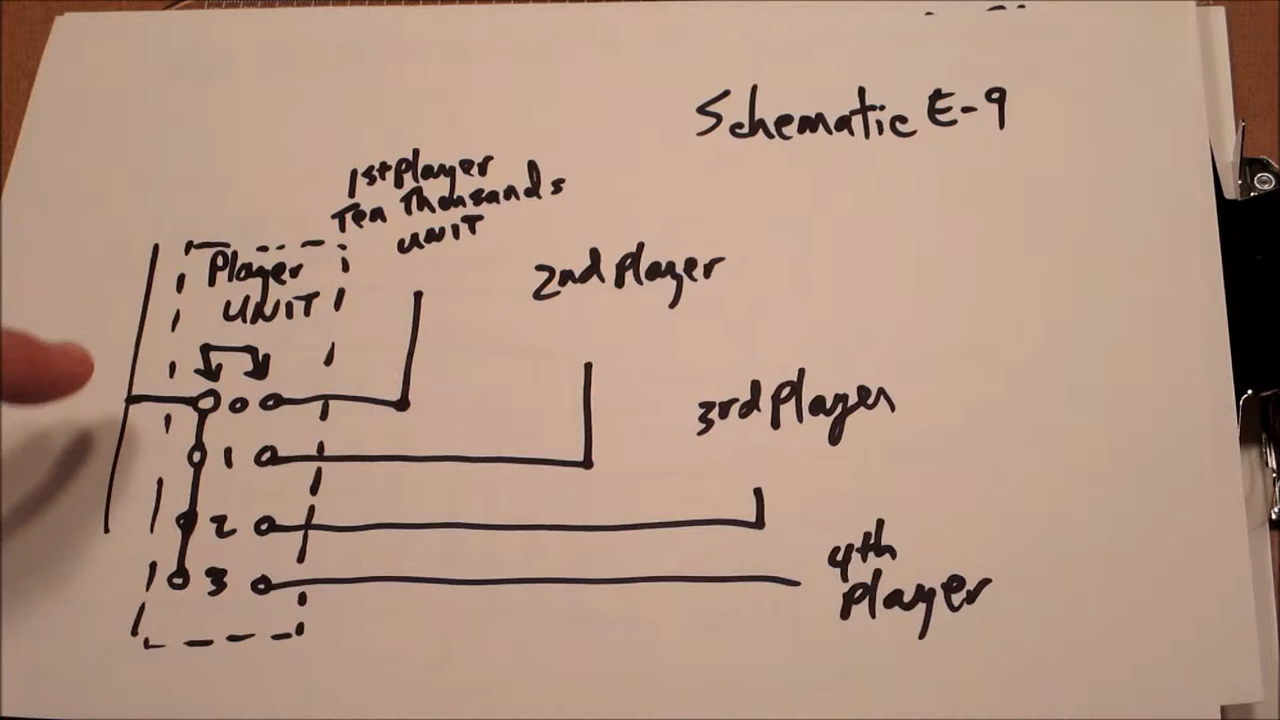 Schematic E-9
1st player
Ten Thousands
UNIT
Player
UNIT
2nd player
3rd player
4th
player
0
1
2
3